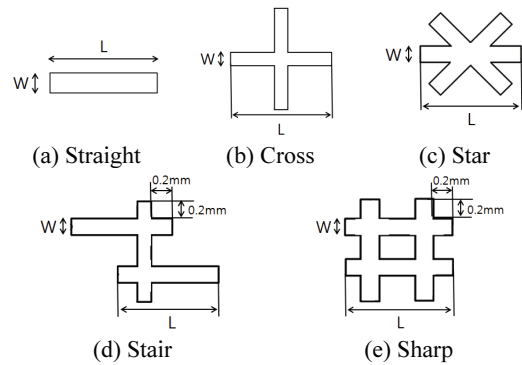 L
W
(a) Straight
W
L
(b) Cross
W
L
(c) Star
0.2mm
0.2mm
W
L
(d) Stair
0.2mm
0.2mm
W
L
(e) Sharp